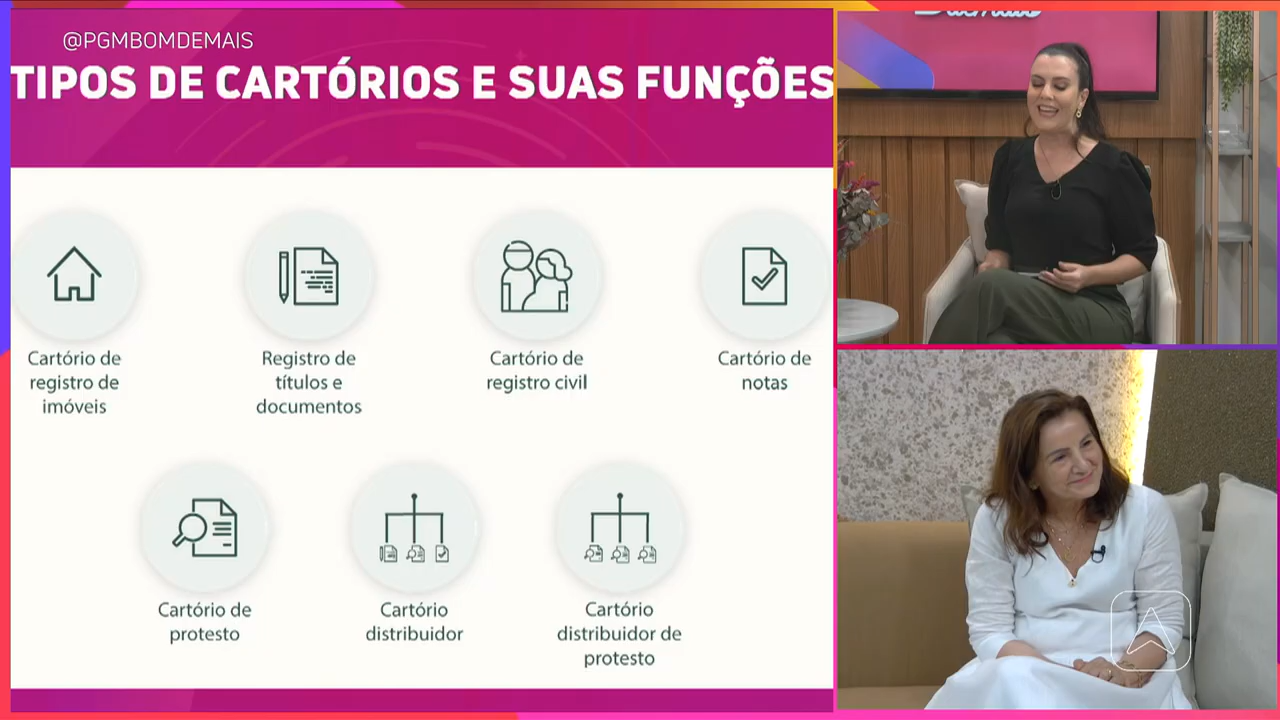 @PGMBOMDEMAIS
TIPOS DE CARTÓRIOS E SUAS FUNÇÕES
Cartório de
registro de
imóveis
Registro de
títulos e
documentos
Cartório de
registro civil
Cartório de
notas
Cartório de
protesto
Cartório
distribuidor
Cartório
distribuidor de
protesto